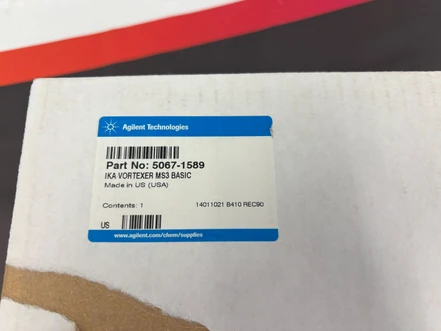 Agilent Technologies
Part No: 5067-1589
IKA VORTEXER MS3 BASIC
Made in US (USA)
Contents: 1
14011021 B410 REC90
US
www.agilent.com/chem/supplies